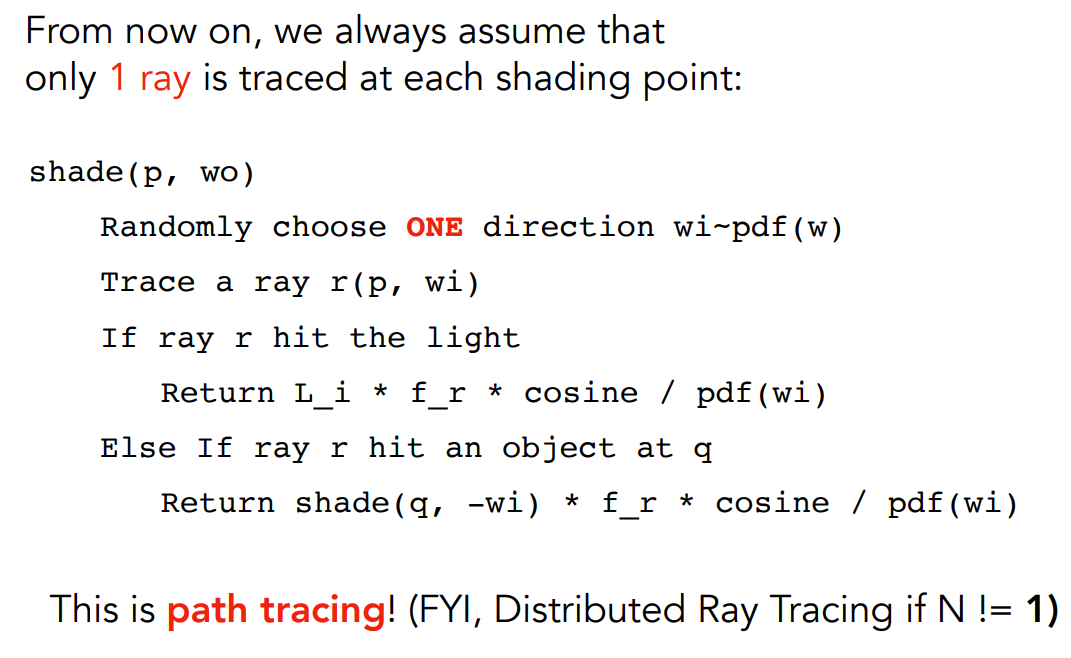 From now on, we always assume that
only 1 ray is traced at each shading point:
shade(p, wo)
Randomly choose ONE direction wi~pdf(w)
Trace a ray r(p, wi)
If ray r hit the light
Return L_i * f_r * cosine / pdf(wi)
Else If ray r hit an object at q
Return shade(q, -wi) * f_r * cosine / pdf(wi)
This is path tracing! (FYI, Distributed Ray Tracing if N != 1)